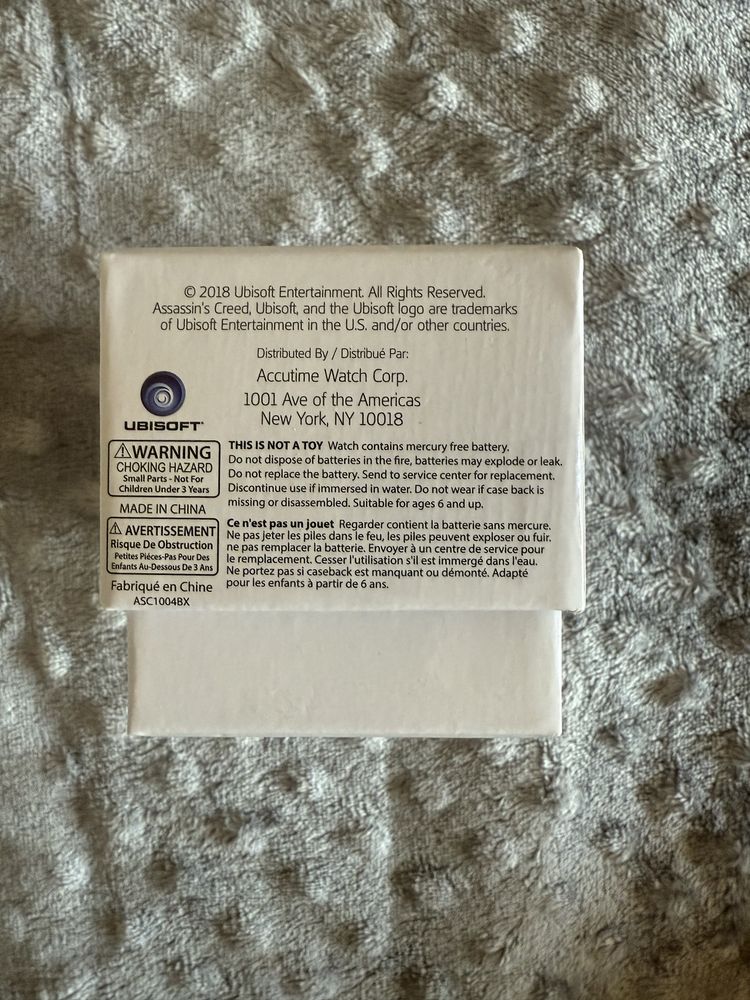 © 2018 Ubisoft Entertainment. All Rights Reserved.
Assassin's Creed, Ubisoft, and the Ubisoft logo are trademarks
of Ubisoft Entertainment in the U.S. and/or other countries.
Distributed By / Distribué Par:
Accutime Watch Corp.
1001 Ave of the Americas
New York, NY 10018
UBISOFT
WARNING
CHOKING HAZARD
Small Parts - Not For
Children Under 3 Years
MADE IN CHINA
THIS IS NOT A TOY Watch contains mercury free battery.
Do not dispose of batteries in the fire, batteries may explode or leak.
Do not replace the battery. Send to service center for replacement.
Discontinue use if immersed in water. Do not wear if case back is
missing or disassembled. Suitable for ages 6 and up.
AVERTISSEMENT
Risque De Obstruction
Petites Piéces-Pas Pour Des
Enfants Au-Dessous De 3 Ans
Fabriqué en Chine
ASC1004BX
Ce n'est pas un jouet Regarder contient la batterie sans mercure.
Ne pas jeter les piles dans le feu, les piles peuvent exploser ou fuir.
ne pas remplacer la batterie. Envoyer à un centre de service pour
le remplacement. Cesser l'utilisation s'il est immergé dans l'eau.
Ne portez pas si caseback est manquant ou démonté. Adapté
pour les enfants à partir de 6 ans.